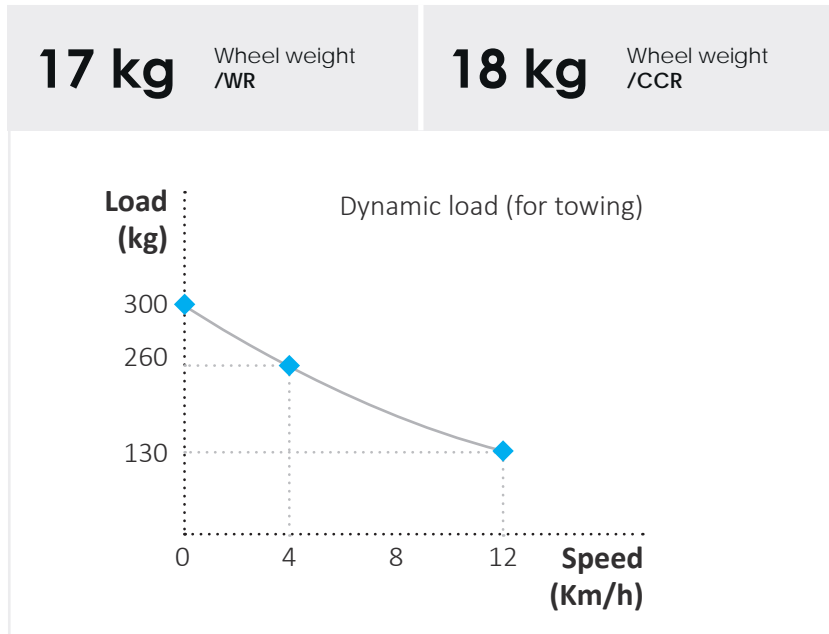 17 kg
Wheel weight
/WR
18 kg
Wheel weight
/CCR
Load
(kg)
Dynamic load (for towing)
300
260
130
0 4 8 12 Speed
(Km/h)